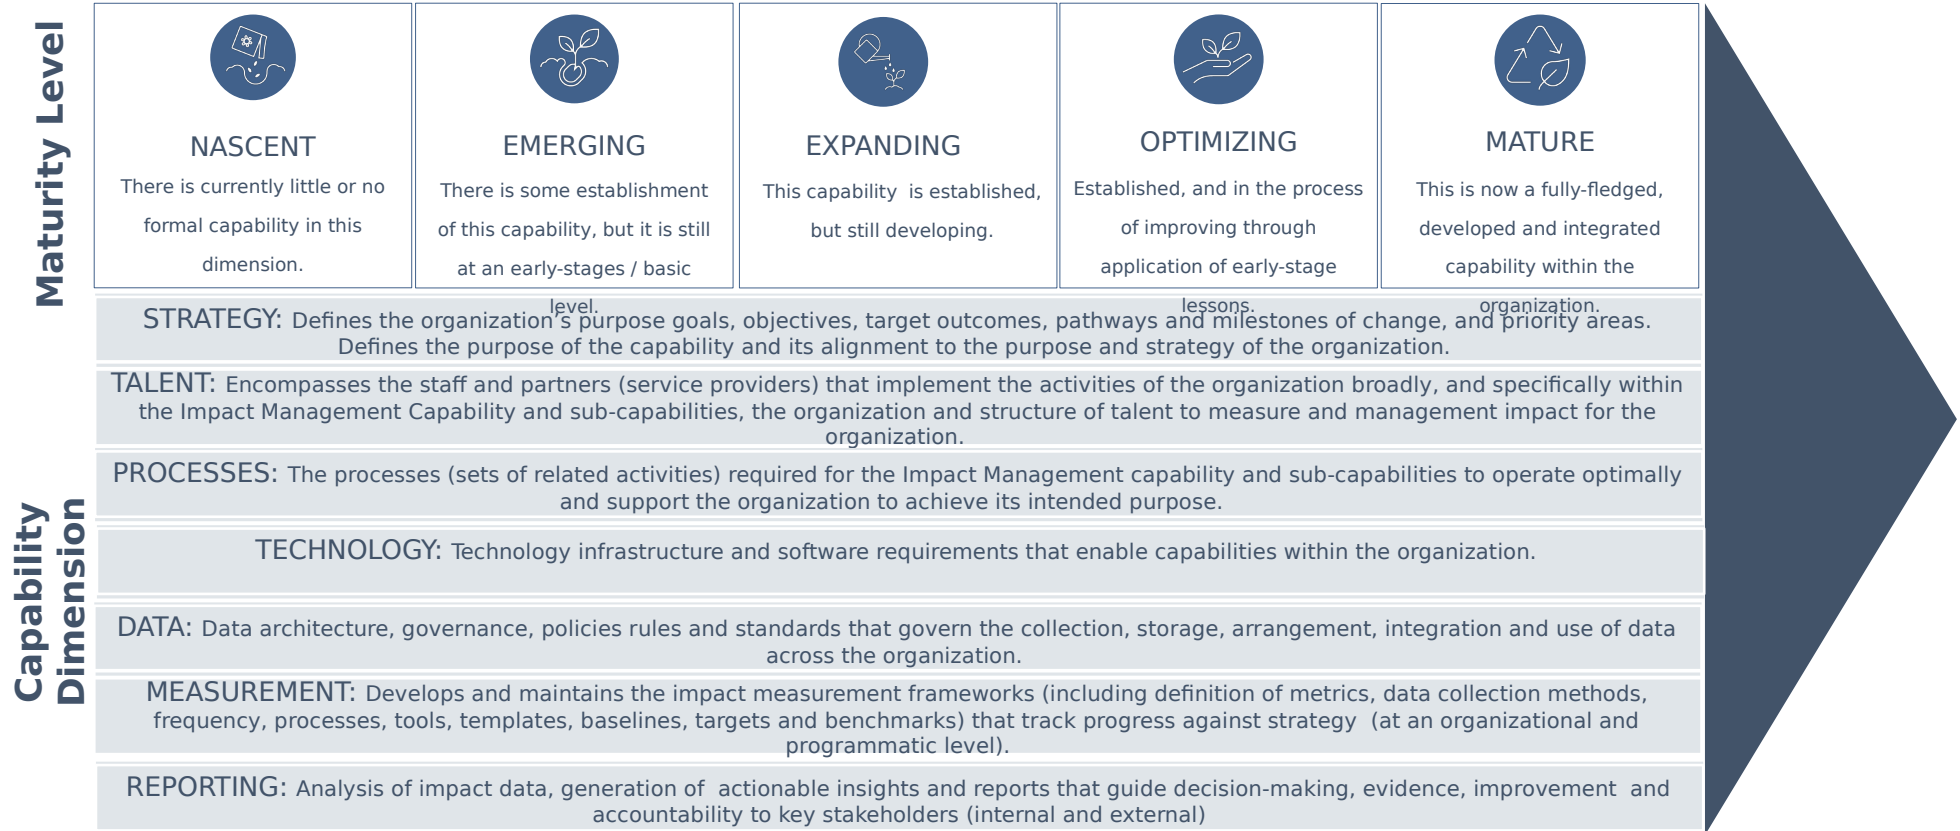 Maturity Level
NASCENT
There is currently little or no
formal capability in this
dimension.
EMERGING
There is some establishment
of this capability, but it is still
at an early-stages / basic
level.
EXPANDING
This capability  is established,
but still developing.
OPTIMIZING
Established, and in the process
of improving through
application of early-stage
lessons.
MATURE
This is now a fully-fledged,
developed and integrated
capability within the
organization.
Capability
Dimension
STRATEGY: Defines the organization’s purpose goals, objectives, target outcomes, pathways and milestones of change, and priority areas.
Defines the purpose of the capability and its alignment to the purpose and strategy of the organization.
TALENT: Encompasses the staff and partners (service providers) that implement the activities of the organization broadly, and specifically within
the Impact Management Capability and sub-capabilities, the organization and structure of talent to measure and management impact for the
organization.
PROCESSES: The processes (sets of related activities) required for the Impact Management capability and sub-capabilities to operate optimally
and support the organization to achieve its intended purpose.
TECHNOLOGY: Technology infrastructure and software requirements that enable capabilities within the organization.
DATA: Data architecture, governance, policies rules and standards that govern the collection, storage, arrangement, integration and use of data
across the organization.
MEASUREMENT: Develops and maintains the impact measurement frameworks (including definition of metrics, data collection methods,
frequency, processes, tools, templates, baselines, targets and benchmarks) that track progress against strategy  (at an organizational and
programmatic level).
REPORTING: Analysis of impact data, generation of  actionable insights and reports that guide decision-making, evidence, improvement  and
accountability to key stakeholders (internal and external)